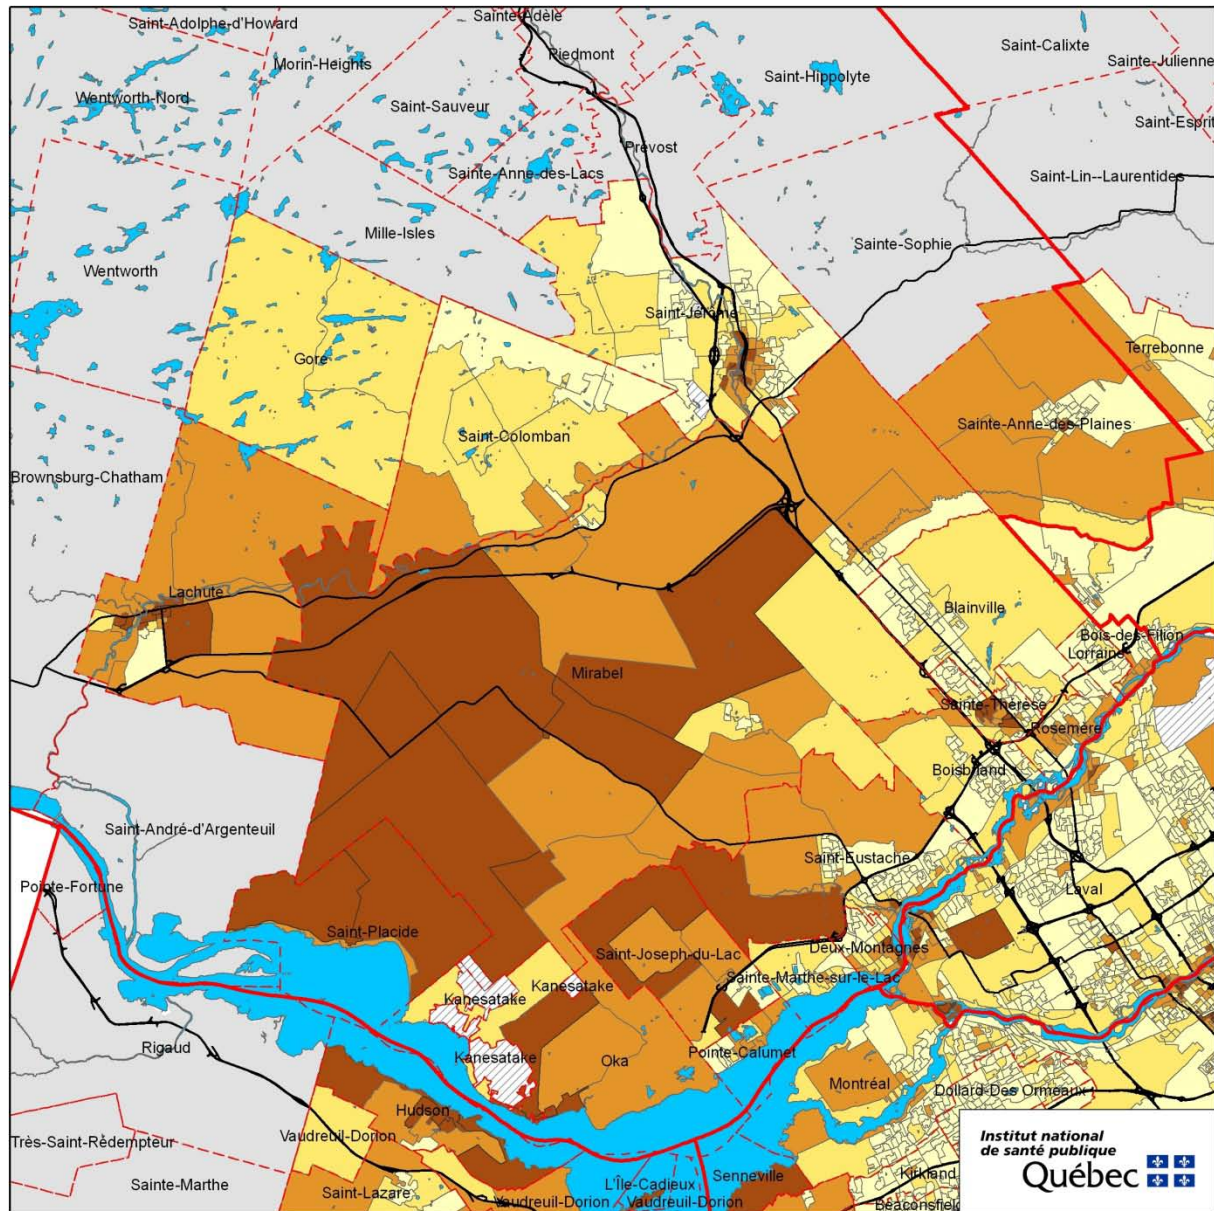 Sainte-Adèle
Saint-Adolphe-d'Howard
Saint-Calixte
Riedmont
Sainte-Julienne
Morin-Heights
Saint-Hippolyte
Wentworth-Nord
Saint-Sauveur
Saint-Esprit
Prévost
Sainte-Anne-des-Lacs
Saint-Lin--Laurentides
Mille-Isles
Sainte-Sophie
Wentworth
Saint-Jérôme
Terrebonne
Gore
Sainte-Anne-des-Plaines
Saint-Colomban
Brownsburg-Chatham
Lachute
Blainville
Bois-des-Filion
Lorraine
Mirabel
Sainte-Thérèse
Rosemère
Boisbriand
Saint-André-d'Argenteuil
Saint-Eustache
Pointe-Fortune
Laval
Saint-Placide
Deux-Montagnes
Saint-Joseph-du-Lac
Sainte-Marthe-sur-le-Lac
Kanesatake
Kanesatake
Rigaud
Pointe-Calumet
Kanesatake
Oka
Montréal
Dollard-Des Ormeaux
Hudson
Vaudreuil-Dorion
Très-Saint-Rédempteur
Kirkland
Senneville
L'Île-Cadieux
Sainte-Marthe
Saint-Lazare
Vaudreuil-Dorion
Vaudreuil-Dorion
Beaconsfield
Institut national
de santé publique
Québec